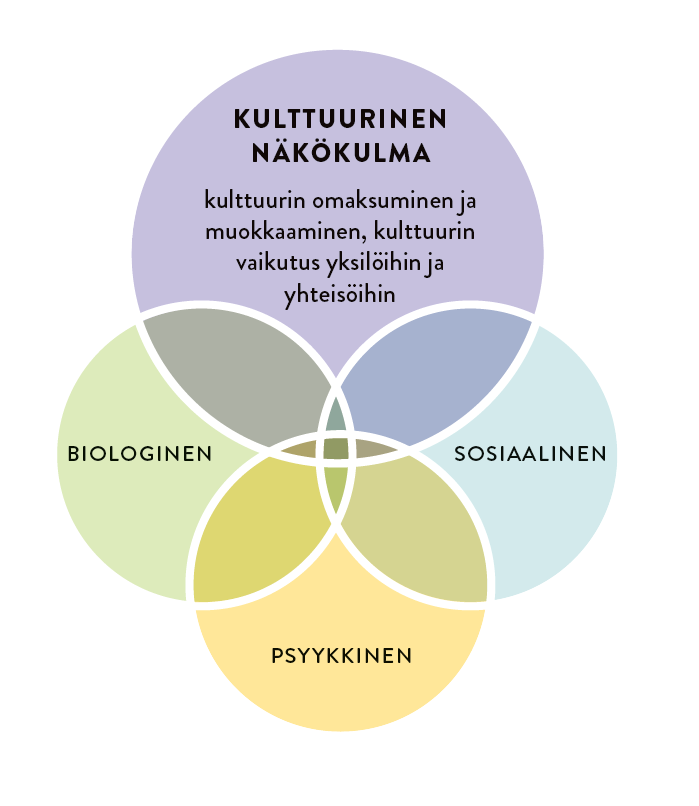 KULTTUURINEN
NÄKÖKULMA
kulttuurin omaksuminen ja
muokkaaminen, kulttuurin
vaikutus yksilöihin ja
yhteisöihin
BIOLOGINEN
SOSIAALINEN
PSYYKKINEN